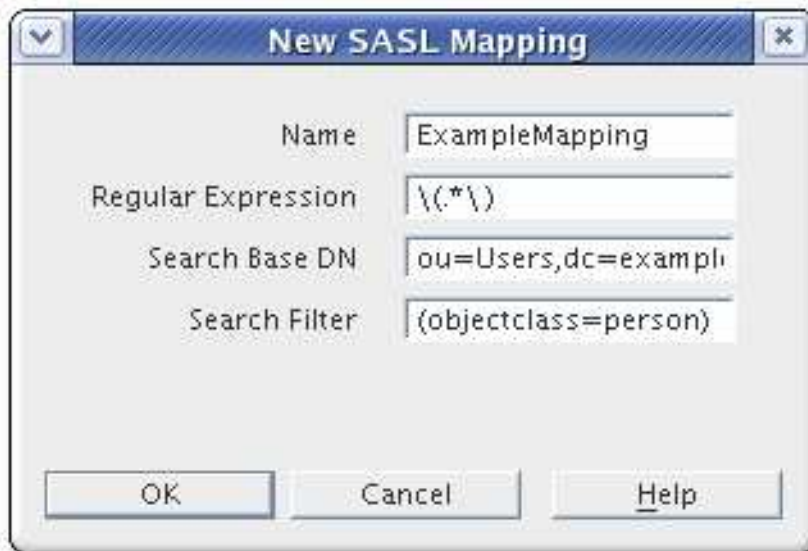 New SASL Mapping
Name ExampleMapping
Regular Expression \(.*\)
Search Base DN ou=Users,dc=exampl
Search Filter (objectclass=person)
OK Cancel Help